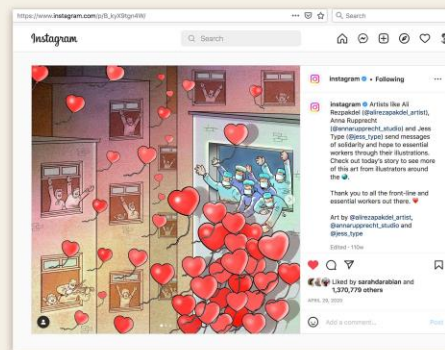 https://www.instagram.com/p/B_kyX9tgn4W/
Search
Instagram
Search
instagram • Following
instagram Artists like Ali
Rezpakdel (@alirezapakdel_artist),
Anna Rupprecht
(@annarupprecht_studio) and Jess
Type (@jess_type) send messages
of solidarity and hope to essential
workers through their illustrations.
Check out today's story to see more
of this art from illustrators around
the
Thank you to all the front-line and
essential workers out there.
Art by @alirezapakdel_artist,
@annarupprecht_studio and
@jess_type
Edited · 110w
Liked by sarahdarabian and
1,370,779 others
APRIL 29, 2020
Add a comment...
Post